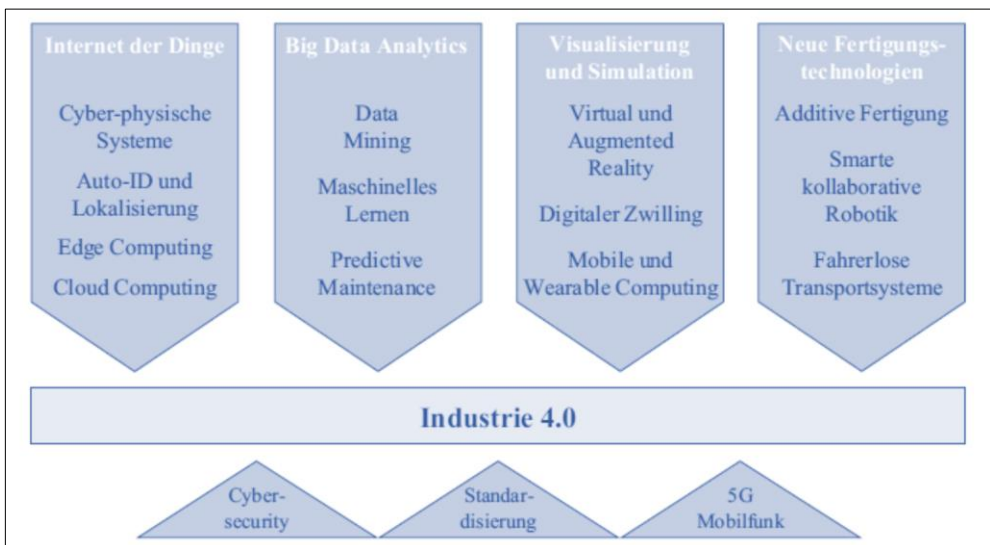 Internet der Dinge
Cyber-physische
Systeme
Auto-ID und
Lokalisierung
Edge Computing
Cloud Computing
Big Data Analytics
Data
Mining
Maschinelles
Lernen
Predictive
Maintenance
Visualisierung
und Simulation
Virtual und
Augmented
Reality
Digitaler Zwilling
Mobile und
Wearable Computing
Neue Fertigungs-
technologien
Additive Fertigung
Smarte
kollaborative
Robotik
Fahrerlose
Transportsysteme
Industrie 4.0
Cyber-
security
Standar-
disierung
5G
Mobilfunk